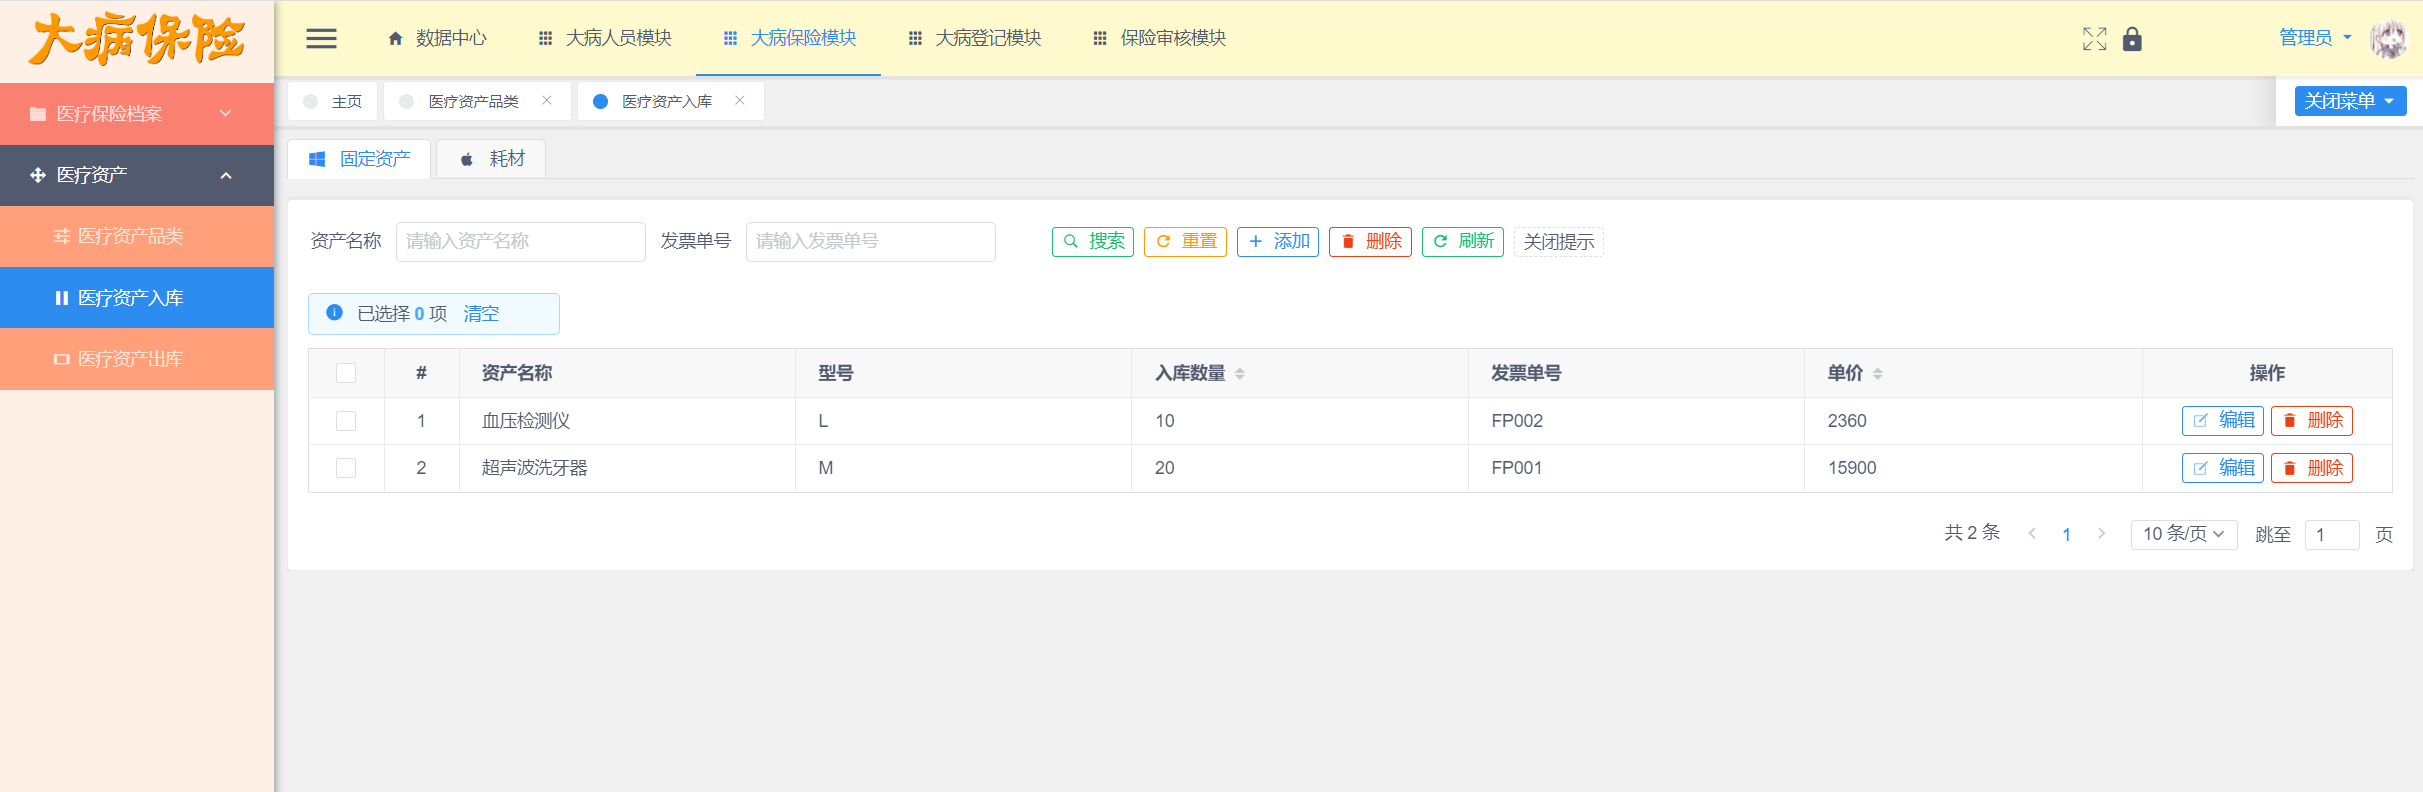 大病保险
数据中心 大病人员模块 大病保险模块 大病登记模块 保险审核模块 管理员
主页 医疗资产品类 医疗资产入库 关闭菜单
医疗保险档案
医疗资产
医疗资产品类
医疗资产入库
医疗资产出库
固定资产 耗材
资产名称 请输入资产名称 发票单号 请输入发票单号 搜索 重置 添加 删除 刷新 关闭提示
已选择 0 项 清空
# 资产名称 型号 入库数量 发票单号 单价 操作
1 血压检测仪 L 10 FP002 2360 编辑 删除
2 超声波洗牙器 M 20 FP001 15900 编辑 删除
共 2 条 1 10 条/页 跳至 1 页